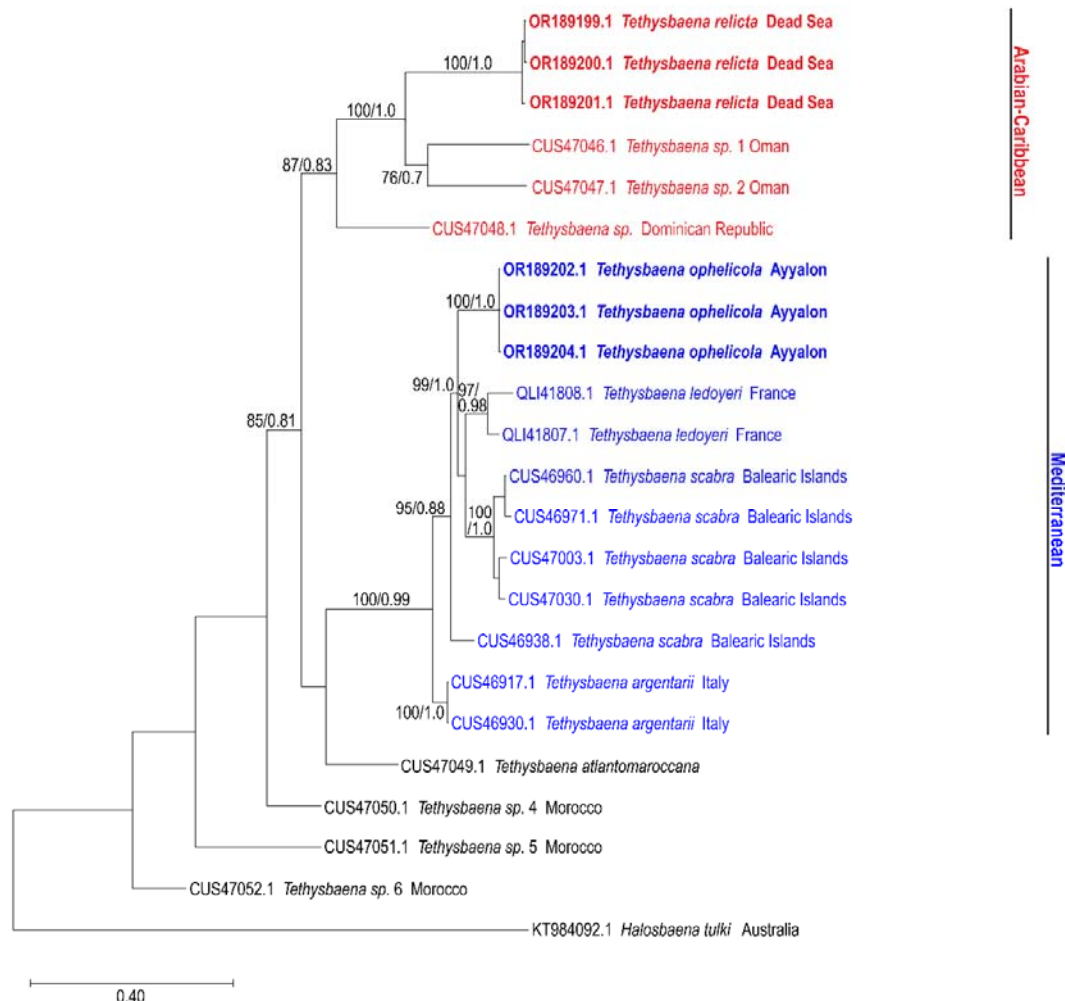 OR189199.1 Tethysbaena relicta Dead Sea
OR189200.1 Tethysbaena relicta Dead Sea
OR189201.1 Tethysbaena relicta Dead Sea
100/1.0
100/1.0
CUS47046.1 Tethysbaena sp. 1 Oman
87/0.83
76/0.7
CUS47047.1 Tethysbaena sp. 2 Oman
CUS47048.1 Tethysbaena sp. Dominican Republic
Arabian-Caribbean
OR189202.1 Tethysbaena ophelicola Ayyalon
100/1.0
OR189203.1 Tethysbaena ophelicola Ayyalon
OR189204.1 Tethysbaena ophelicola Ayyalon
99/1.0
97/
0.98
QLI41808.1 Tethysbaena ledoyeri France
85/0.81
QLI41807.1 Tethysbaena ledoyeri France
CUS46960.1 Tethysbaena scabra Balearic Islands
95/0.88
100
/1.0
CUS46971.1 Tethysbaena scabra Balearic Islands
CUS47003.1 Tethysbaena scabra Balearic Islands
100/0.99
CUS47030.1 Tethysbaena scabra Balearic Islands
CUS46938.1 Tethysbaena scabra Balearic Islands
CUS46917.1 Tethysbaena argentarii Italy
100/1.0
CUS46930.1 Tethysbaena argentarii Italy
Mediterranean
CUS47049.1 Tethysbaena atlantomaroccana
CUS47050.1 Tethysbaena sp. 4 Morocco
CUS47051.1 Tethysbaena sp. 5 Morocco
CUS47052.1 Tethysbaena sp. 6 Morocco
KT984092.1 Halosbaena tulki Australia
0.40